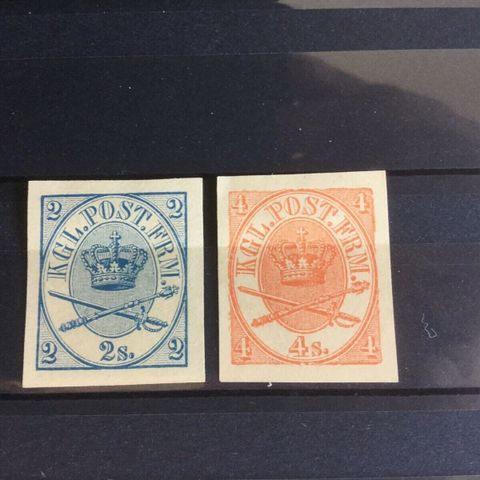 2 2
KGL. POST. FRM.
2 2s. 2
4 4
KGL. POST. FRM.
4 4s. 4